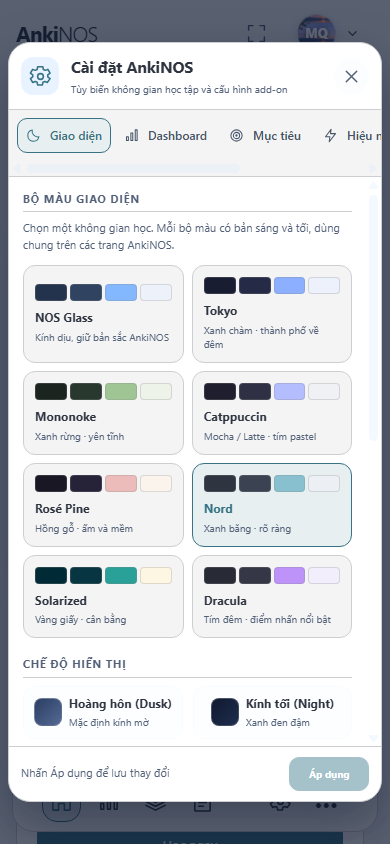 AnkiNOS
MQ
Cài đặt AnkiNOS
Tùy biến không gian học tập và cấu hình add-on
Giao diện
Dashboard
Mục tiêu
Hiệu
BỘ MÀU GIAO DIỆN
Chọn một không gian học. Mỗi bộ màu có bản sáng và tối, dùng
chung trên các trang AnkiNOS.
NOS Glass
Kính dịu, giữ bản sắc AnkiNOS
Tokyo
Xanh chàm · thành phố về
đêm
Mononoke
Xanh rừng · yên tĩnh
Catppuccin
Mocha / Latte · tím pastel
Rosé Pine
Hồng gỗ · ấm và mềm
Nord
Xanh băng · rõ ràng
Solarized
Vàng giấy · cân bằng
Dracula
Tím đêm · điểm nhấn nổi bật
CHẾ ĐỘ HIỂN THỊ
Hoàng hôn (Dusk)
Mặc định kính mờ
Kính tối (Night)
Xanh đen đậm
Nhấn Áp dụng để lưu thay đổi
Áp dụng